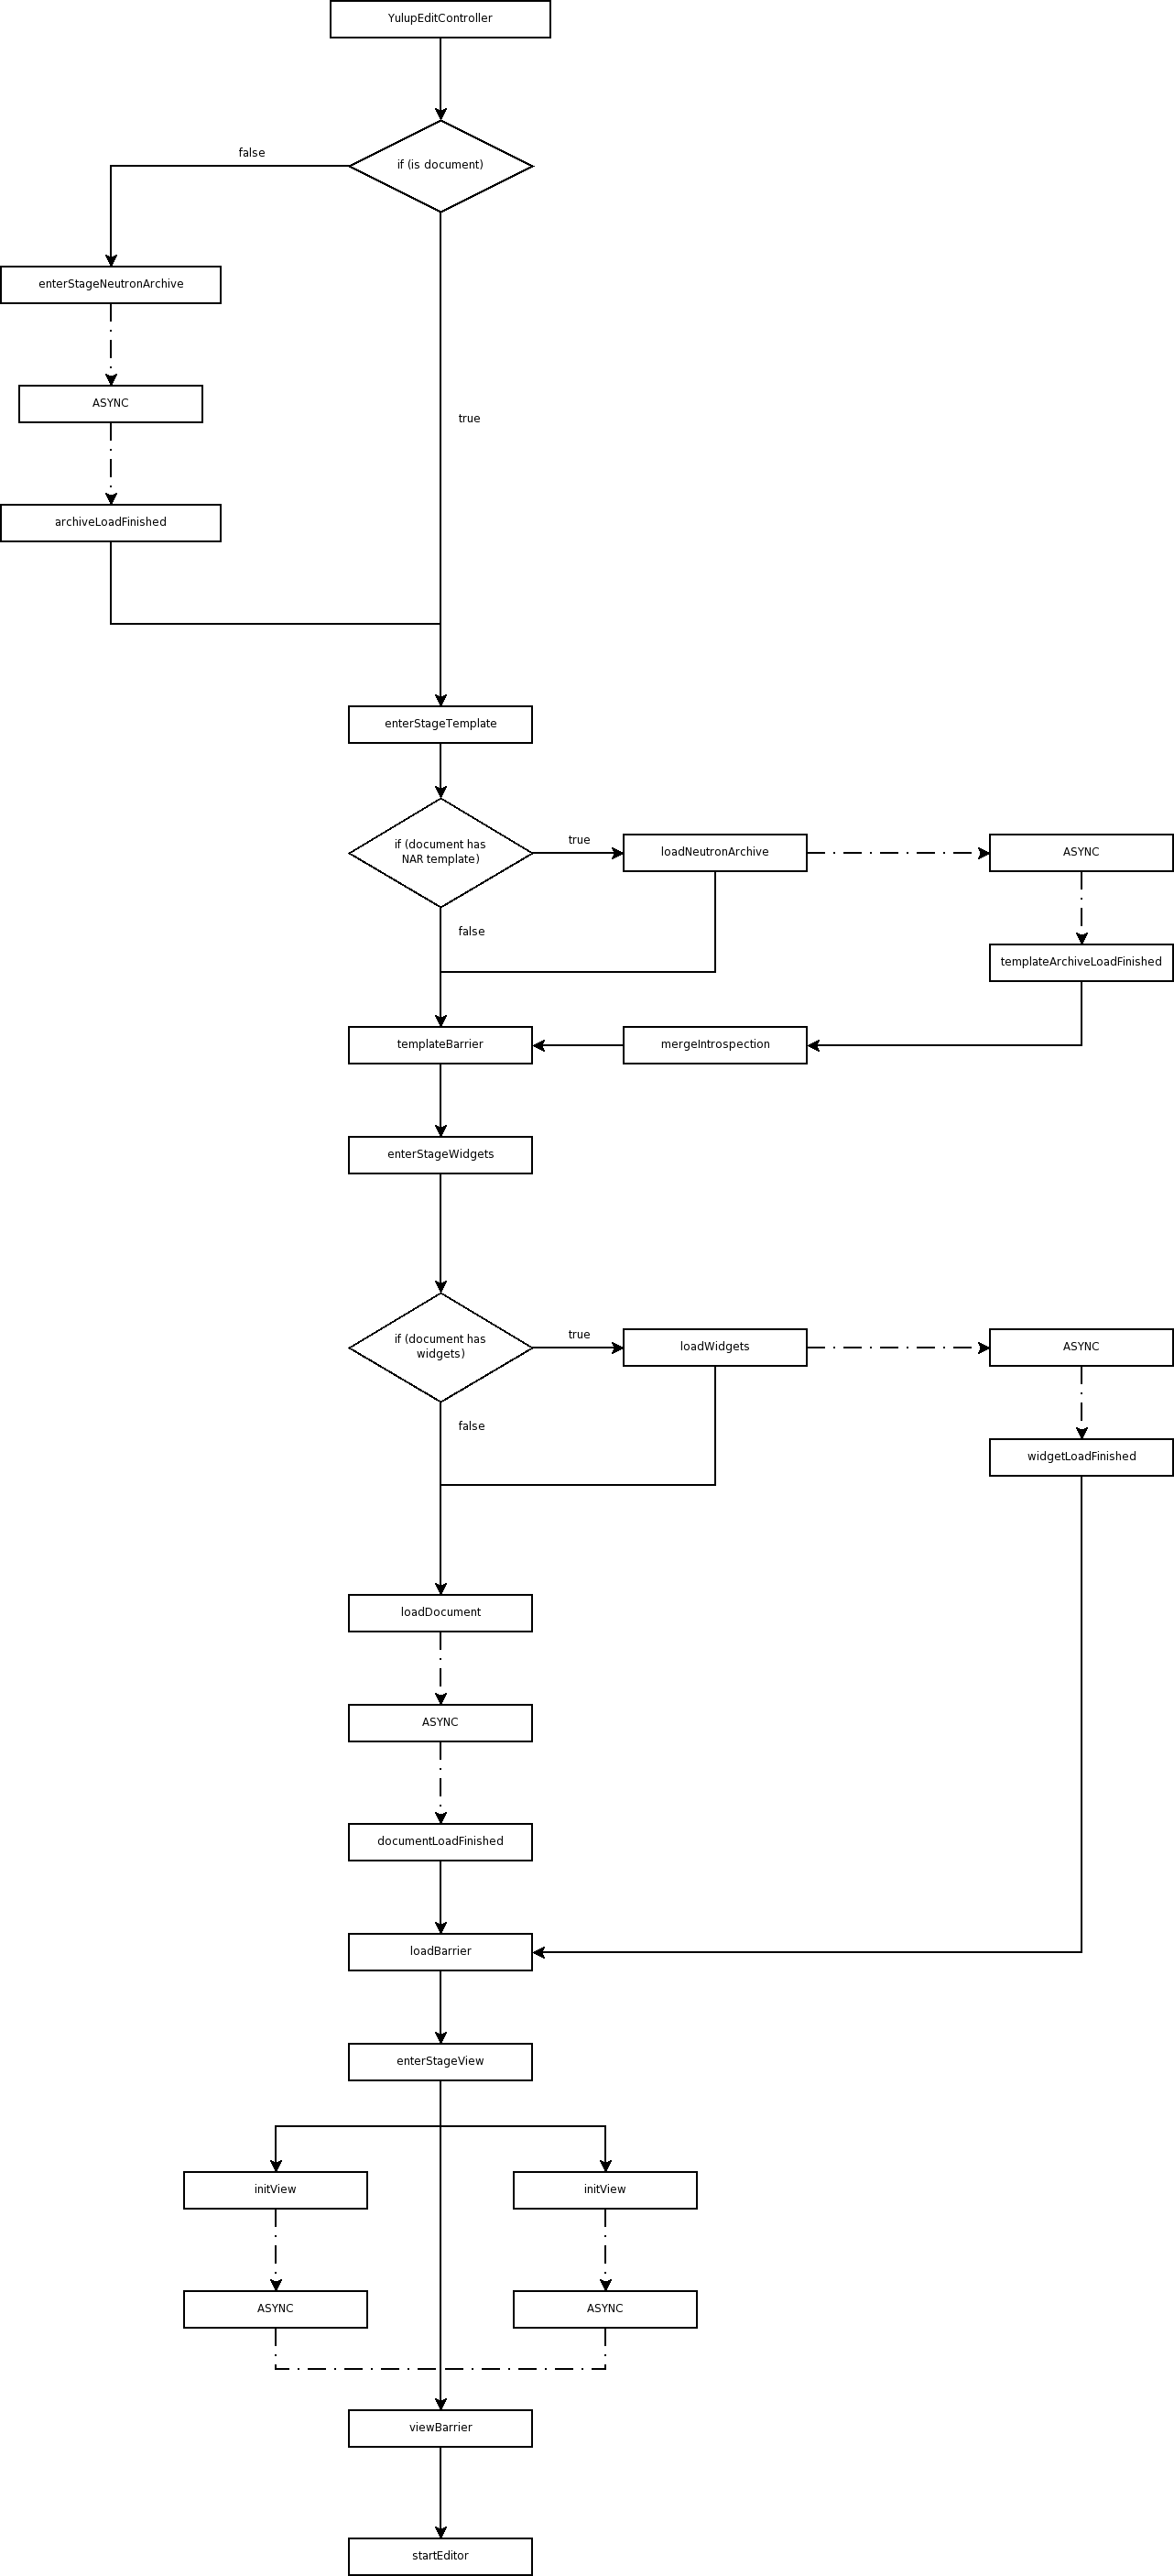 YulupEditController
if (is document)
false
enterStageNeutronArchive
ASYNC
true
archiveLoadFinished
enterStageTemplate
if (document has
NAR template)
true
loadNeutronArchive
ASYNC
false
templateArchiveLoadFinished
templateBarrier
mergeIntrospection
enterStageWidgets
if (document has
widgets)
true
loadWidgets
ASYNC
false
widgetLoadFinished
loadDocument
ASYNC
documentLoadFinished
loadBarrier
enterStageView
initView
initView
ASYNC
ASYNC
viewBarrier
startEditor